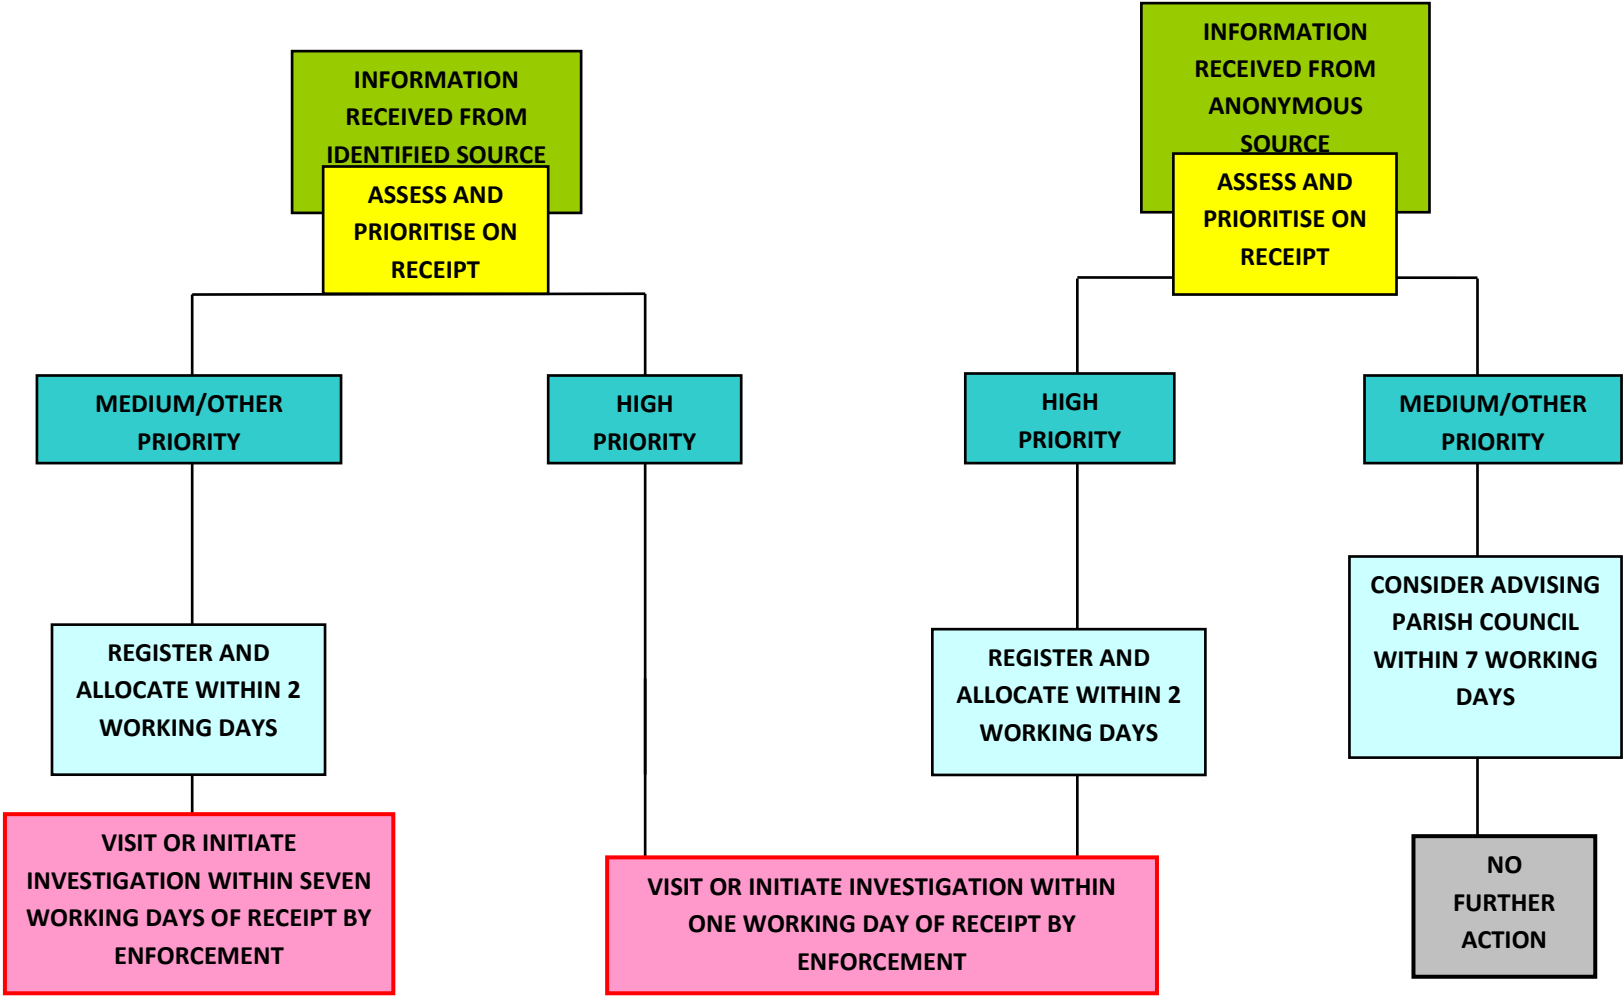 INFORMATION
RECEIVED FROM
IDENTIFIED SOURCE
ASSESS AND
PRIORITISE ON
RECEIPT
MEDIUM/OTHER
PRIORITY
HIGH
PRIORITY
REGISTER AND
ALLOCATE WITHIN 2
WORKING DAYS
VISIT OR INITIATE
INVESTIGATION WITHIN SEVEN
WORKING DAYS OF RECEIPT BY
ENFORCEMENT
INFORMATION
RECEIVED FROM
ANONYMOUS
SOURCE
ASSESS AND
PRIORITISE ON
RECEIPT
HIGH
PRIORITY
MEDIUM/OTHER
PRIORITY
REGISTER AND
ALLOCATE WITHIN 2
WORKING DAYS
CONSIDER ADVISING
PARISH COUNCIL
WITHIN 7 WORKING
DAYS
VISIT OR INITIATE INVESTIGATION WITHIN
ONE WORKING DAY OF RECEIPT BY
ENFORCEMENT
NO
FURTHER
ACTION